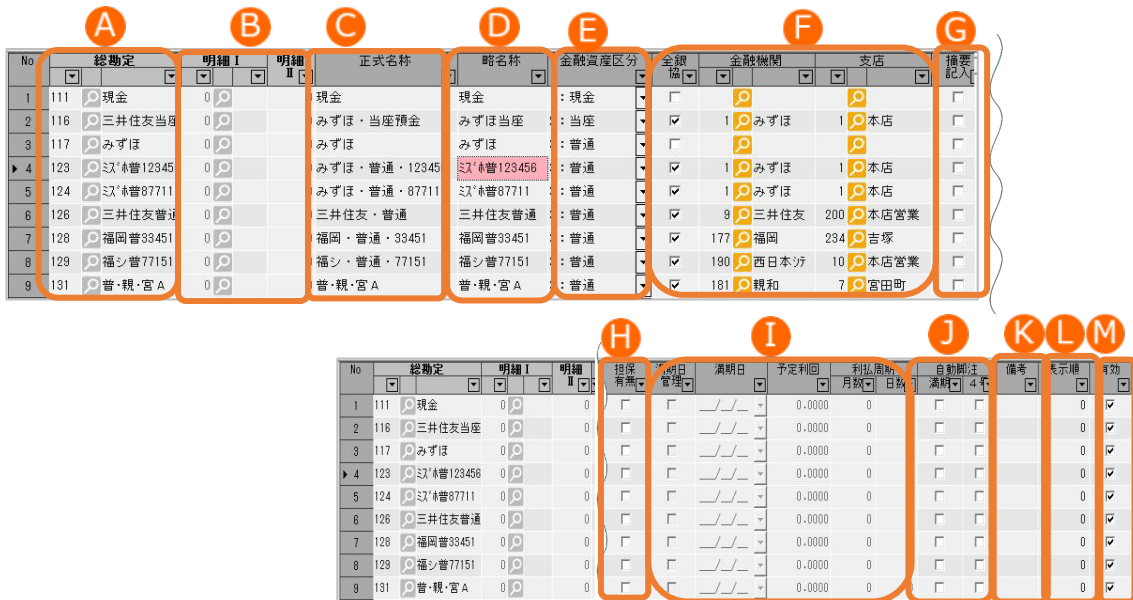 A B C D E F G
No 総勘定 明細Ⅰ 明細Ⅱ 正式名称 略名称 金融資産区分 全銀協 金融機関 支店 摘要記入
1 111 現金 0 現金 現金 : 現金
2 116 三井住友当座 0 みずほ・当座預金 みずほ当座 : 当座 1 みずほ 1 本店
3 117 みずほ 0 みずほ みずほ : 普通
4 123 ﾐｽﾞﾎ普12345 0 みずほ・普通・12345 ﾐｽﾞﾎ普123456 : 普通 1 みずほ 1 本店
5 124 ﾐｽﾞﾎ普87711 0 みずほ・普通・87711 ﾐｽﾞﾎ普87711 : 普通 1 みずほ 1 本店
6 126 三井住友普通 0 三井住友・普通 三井住友普通 : 普通 9 三井住友 200 本店営業
7 128 福岡普33451 0 福岡・普通・33451 福岡普33451 : 普通 177 福岡 234 吉塚
8 129 福シ普77151 0 福シ・普通・77151 福シ普77151 : 普通 190 西日本ｼﾃ 10 本店営業
9 131 普･親･宮A 0 普･親･宮A 普･親･宮A : 普通 181 親和 7 宮田町
H I J K L M
No 総勘定 明細Ⅰ 明細Ⅱ 担保有無 満期日管理 満期日 予定利回 利払周期 月数 日数 自動脚注 満期 4号 備考 表示順 有効
1 111 現金 0 0 __/__/__ 0.0000 0 0
2 116 三井住友当座 0 0 __/__/__ 0.0000 0 0
3 117 みずほ 0 0 __/__/__ 0.0000 0 0
4 123 ﾐｽﾞﾎ普123456 0 0 __/__/__ 0.0000 0 0
5 124 ﾐｽﾞﾎ普87711 0 0 __/__/__ 0.0000 0 0
6 126 三井住友普通 0 0 __/__/__ 0.0000 0 0
7 128 福岡普33451 0 0 __/__/__ 0.0000 0 0
8 129 福シ普77151 0 0 __/__/__ 0.0000 0 0
9 131 普･親･宮A 0 0 __/__/__ 0.0000 0 0